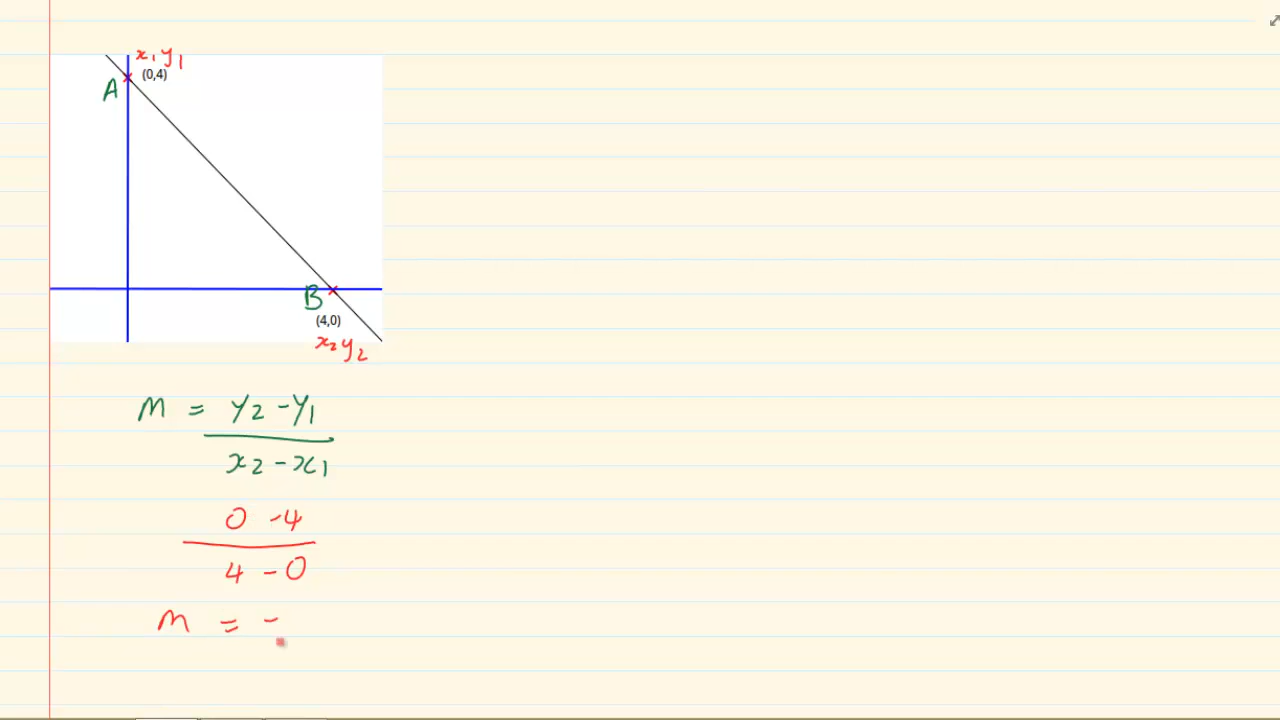 x₁ y₁
(0,4)
A
B
(4,0)
x₂ y₂
M = y₂ - y₁
x₂ - x₁
0 - 4
4 - 0
M = -